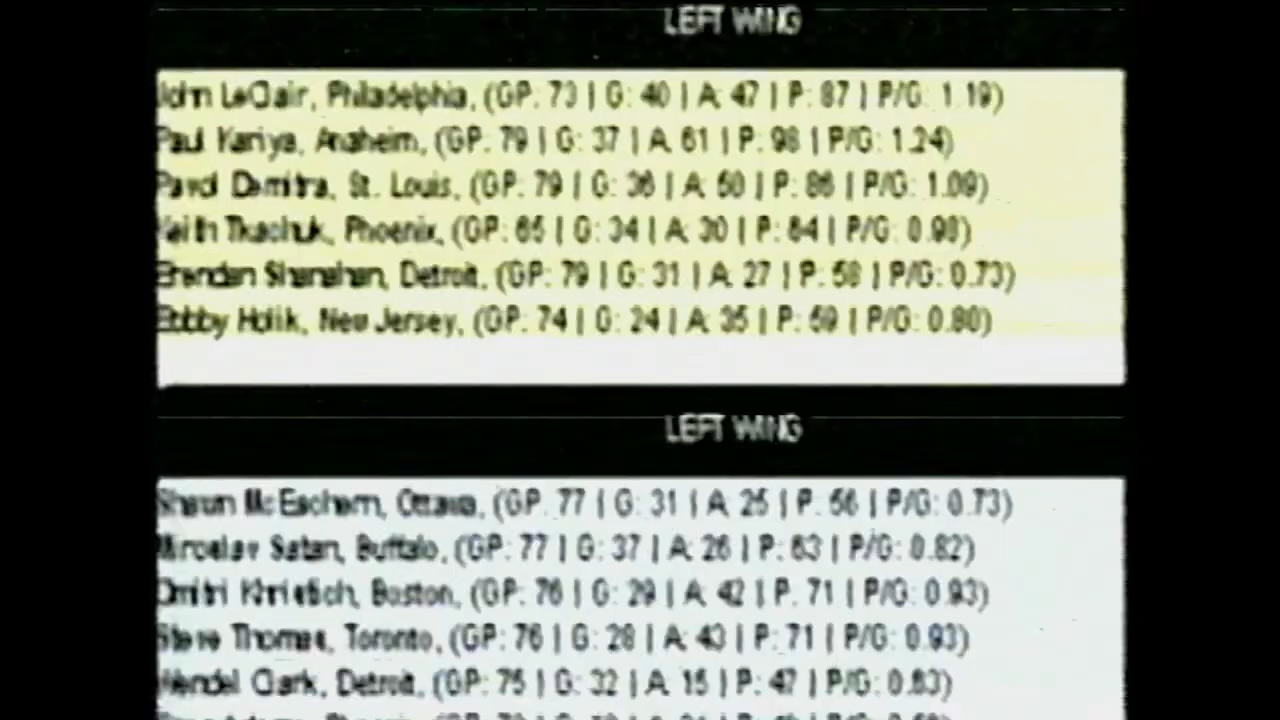 LEFT WING
John LeClair, Philadelphia, (GP: 73 | G: 40 | A: 47 | P: 87 | P/G: 1.19)
Paul Kariya, Anaheim, (GP: 79 | G: 37 | A: 61 | P: 98 | P/G: 1.24)
Pavol Demitra, St. Louis, (GP: 79 | G: 36 | A: 50 | P: 86 | P/G: 1.09)
Keith Tkachuk, Phoenix, (GP: 65 | G: 34 | A: 30 | P: 64 | P/G: 0.98)
Brendan Shanahan, Detroit, (GP: 79 | G: 31 | A: 27 | P: 58 | P/G: 0.73)
Bobby Holik, New Jersey, (GP: 74 | G: 24 | A: 35 | P: 59 | P/G: 0.80)
LEFT WING
Shawn McEachern, Ottawa, (GP: 77 | G: 31 | A: 25 | P: 56 | P/G: 0.73)
Miroslav Satan, Buffalo, (GP: 77 | G: 37 | A: 26 | P: 63 | P/G: 0.82)
Dmitri Khristich, Boston, (GP: 76 | G: 29 | A: 42 | P: 71 | P/G: 0.93)
Steve Thomas, Toronto, (GP: 76 | G: 28 | A: 43 | P: 71 | P/G: 0.93)
Wendel Clark, Detroit, (GP: 75 | G: 32 | A: 15 | P: 47 | P/G: 0.63)